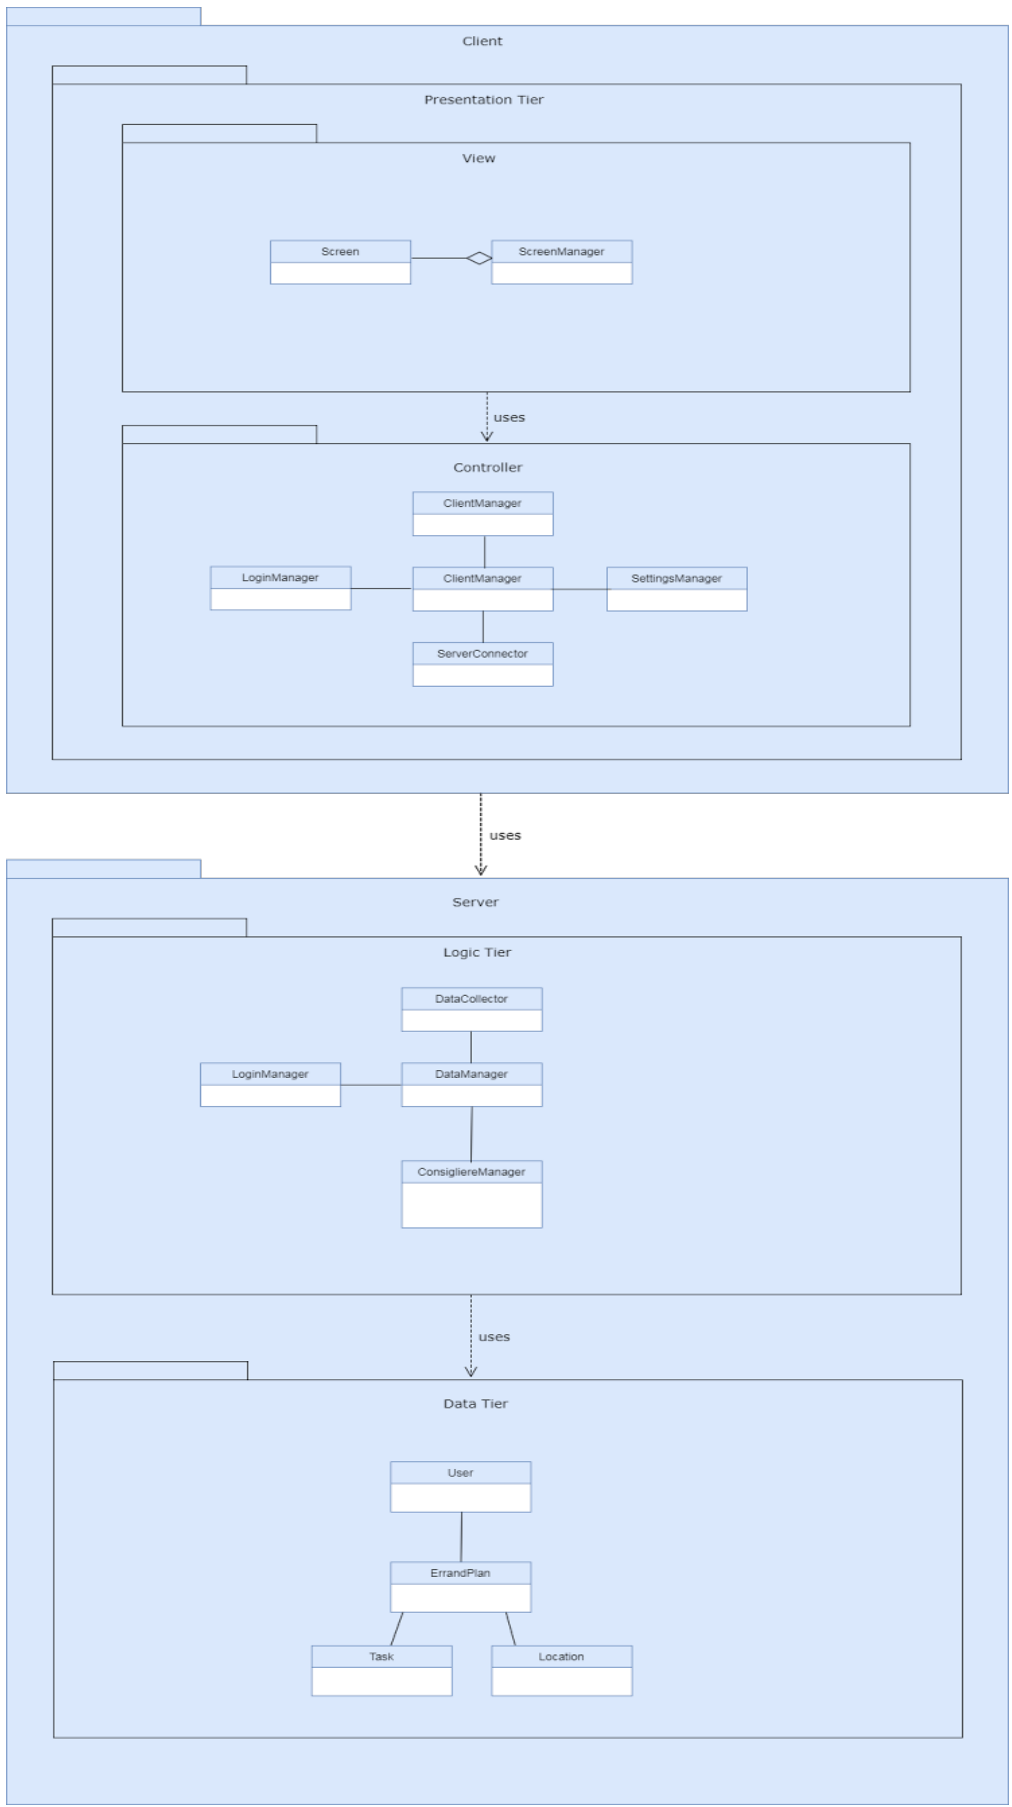 Client
Presentation Tier
View
Screen
ScreenManager
uses
Controller
ClientManager
LoginManager
ClientManager
SettingsManager
ServerConnector
uses
Server
Logic Tier
DataCollector
LoginManager
DataManager
ConsigliereManager
uses
Data Tier
User
ErrandPlan
Task
Location